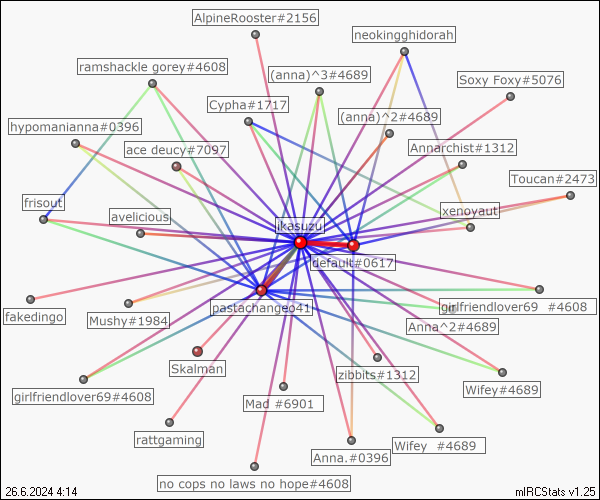 AlpineRooster#2156
neokingghidorah
ramshackle gorey#4608
(anna)^3#4689
Soxy Foxy#5076
Cypha#1717
(anna)^2#4689
hypomanianna#0396
ace deucy#7097
Annarchist#1312
Toucan#2473
frisout
avelicious
ikasuzu
xenoyaut
default#0617
fakedingo
Mushy#1984
pastachangeo41
girlfriendlover69 #4608
Anna^2#4689
Skalman
zibbits#1312
girlfriendlover69#4608
Mad #6901
Wifey#4689
rattgaming
Anna.#0396
Wifey #4689
no cops no laws no hope#4608
26.6.2024 4:14
mIRCStats v1.25